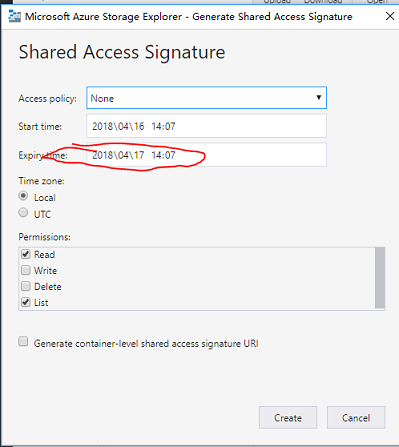 Upload Download Open
Microsoft Azure Storage Explorer - Generate Shared Access Signature
Shared Access Signature
Access policy: None
Start time: 2018\04\16 14:07
Expiry time: 2018\04\17 14:07
Time zone:
Local
UTC
Permissions:
Read
Write
Delete
List
Generate container-level shared access signature URI
Create Cancel